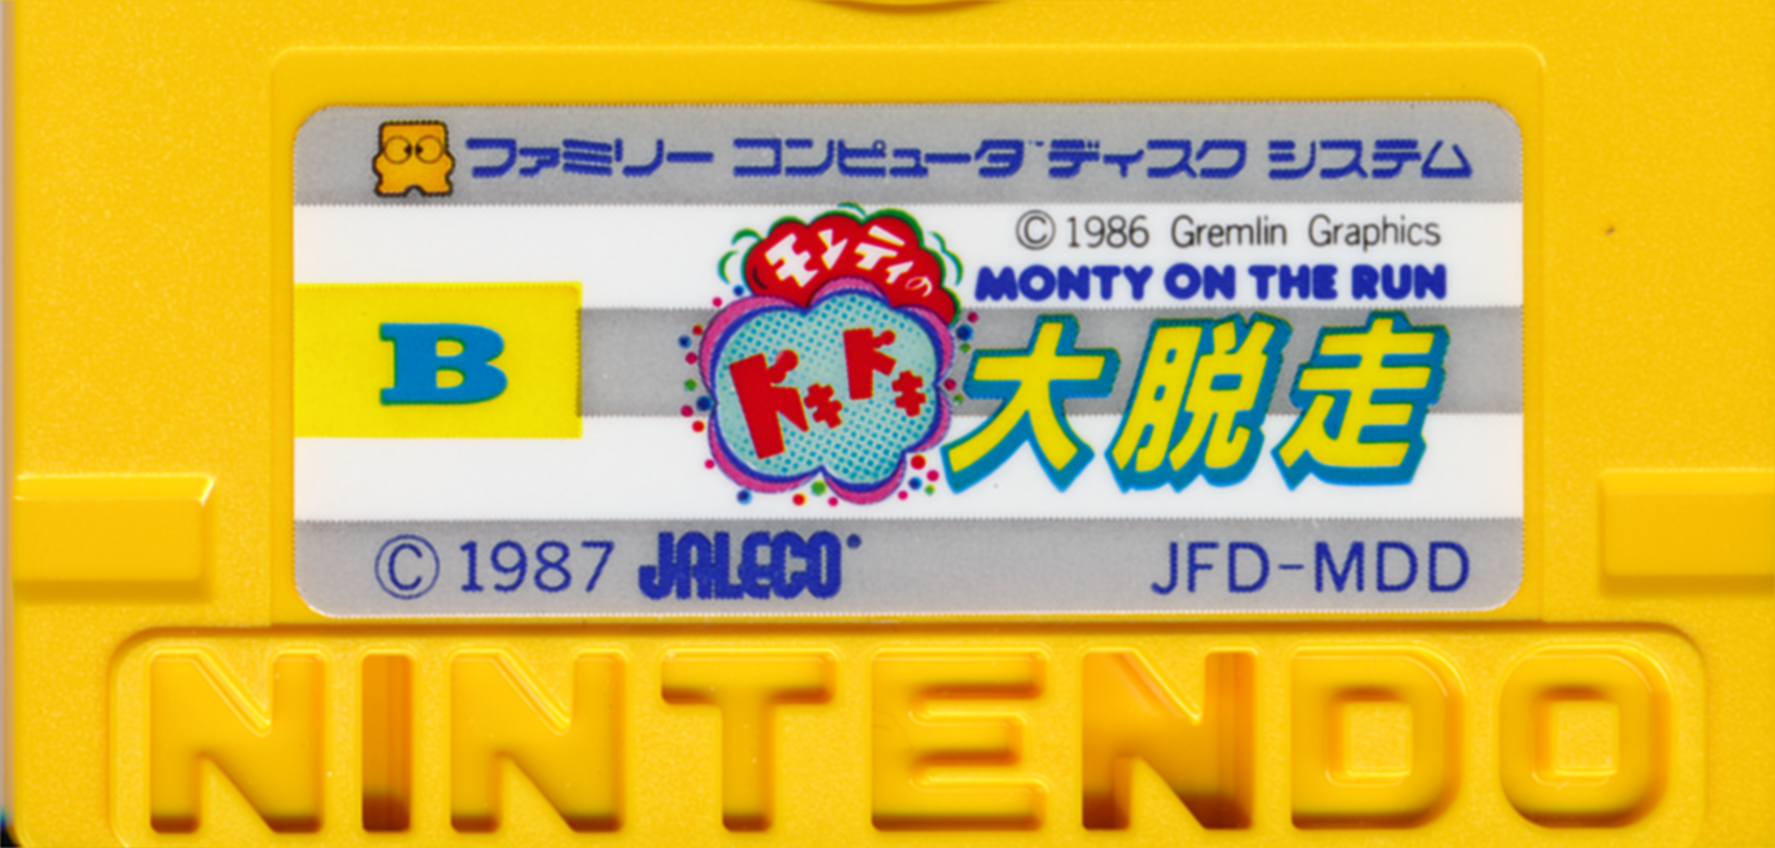 ファミリー コンピュータ™ ディスク システム
© 1986 Gremlin Graphics
MONTY ON THE RUN
モンティの
ドキドキ
大脱走
B
© 1987 JALECO®
JFD-MDD
NINTENDO